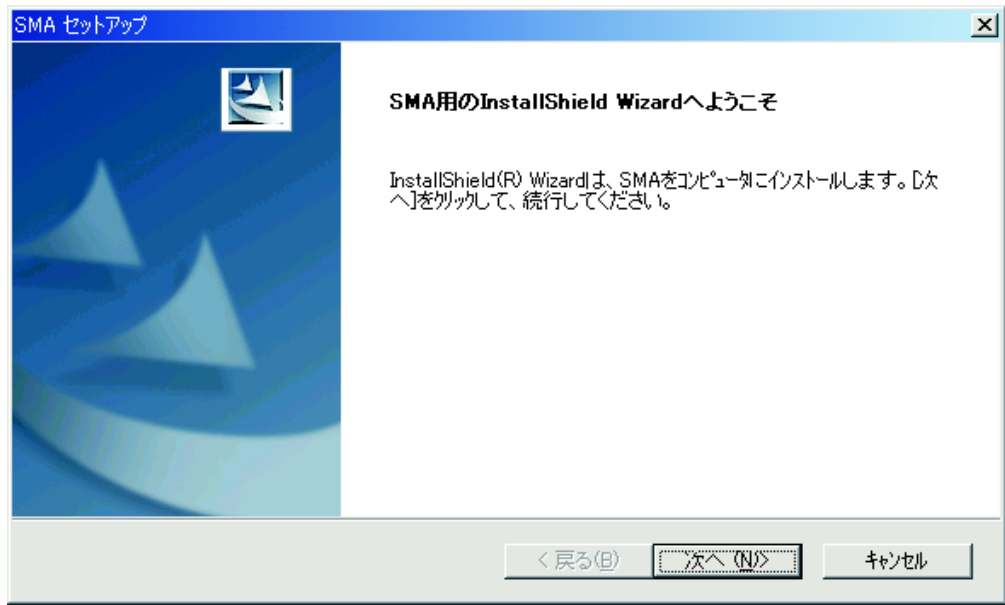 SMA セットアップ
SMA用のInstallShield Wizardへようこそ
InstallShield(R) Wizardは、SMAをコンピュータにインストールします。[次
へ]をクリックして、続行してください。
< 戻る(B)
次へ (N)>
キャンセル